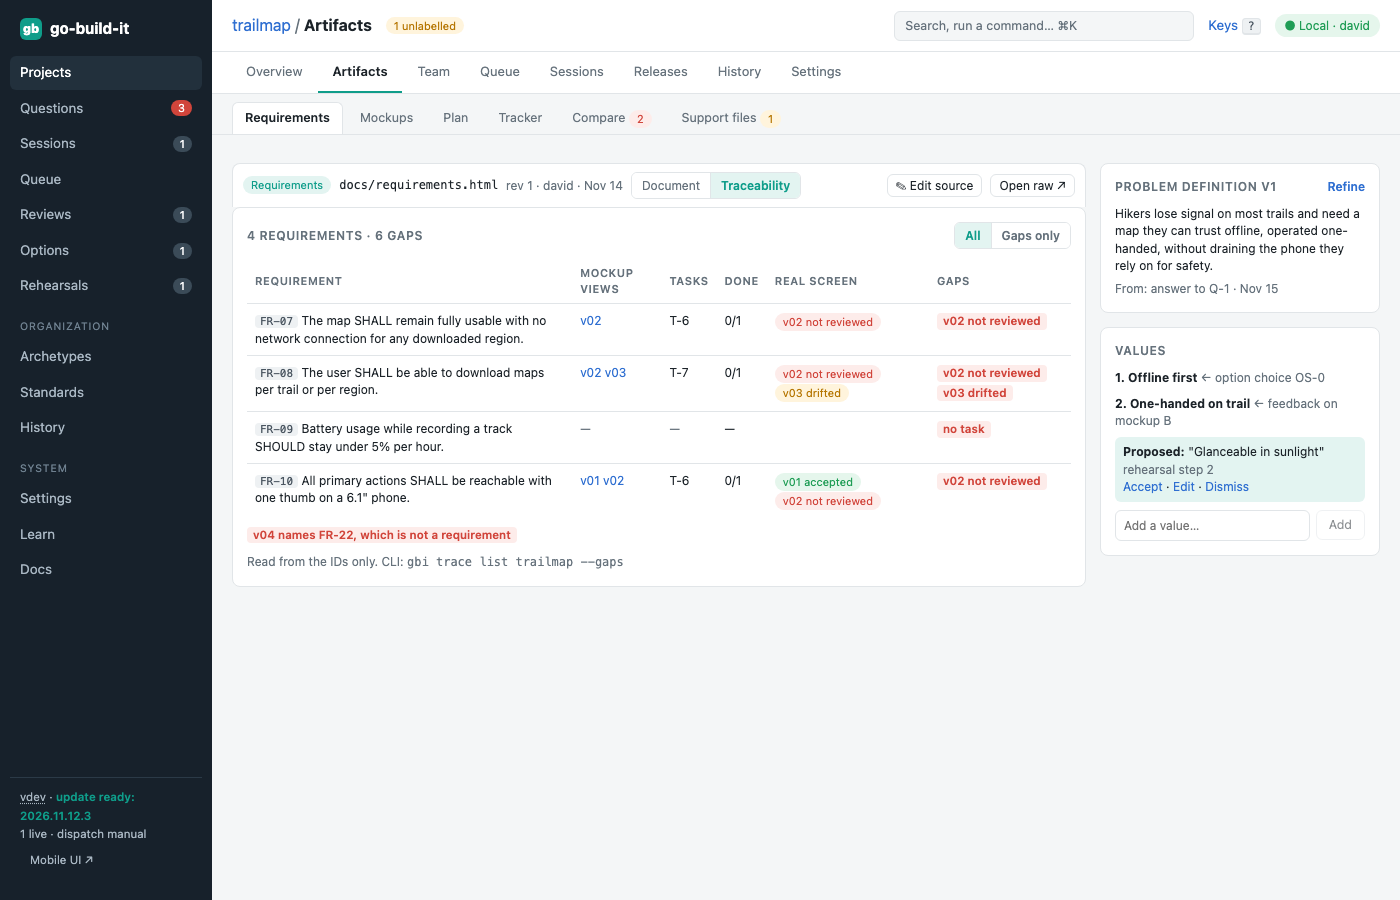 gb go-build-it
Projects
Questions 3
Sessions 1
Queue
Reviews 1
Options 1
Rehearsals 1
ORGANIZATION
Archetypes
Standards
History
SYSTEM
Settings
Learn
Docs
vdev · update ready:
2026.11.12.3
1 live · dispatch manual
Mobile UI ↗
trailmap / Artifacts 1 unlabelled
Search, run a command... ⌘K
Keys ?
Local · david
Overview Artifacts Team Queue Sessions Releases History Settings
Requirements Mockups Plan Tracker Compare 2 Support files 1
Requirements docs/requirements.html rev 1 · david · Nov 14 Document Traceability ✎ Edit source Open raw ↗
4 REQUIREMENTS · 6 GAPS
All Gaps only
REQUIREMENT MOCKUP VIEWS TASKS DONE REAL SCREEN GAPS
FR-07 The map SHALL remain fully usable with no
network connection for any downloaded region.
v02 T-6 0/1 v02 not reviewed v02 not reviewed
FR-08 The user SHALL be able to download maps
per trail or per region.
v02 v03 T-7 0/1 v02 not reviewed v02 not reviewed
v03 drifted v03 drifted
FR-09 Battery usage while recording a track
SHOULD stay under 5% per hour.
— — — no task
FR-10 All primary actions SHALL be reachable with
one thumb on a 6.1" phone.
v01 v02 T-6 0/1 v01 accepted v02 not reviewed
v02 not reviewed
v04 names FR-22, which is not a requirement
Read from the IDs only. CLI: gbi trace list trailmap --gaps
PROBLEM DEFINITION V1 Refine
Hikers lose signal on most trails and need a
map they can trust offline, operated one-
handed, without draining the phone they
rely on for safety.
From: answer to Q-1 · Nov 15
VALUES
1. Offline first ← option choice OS-0
2. One-handed on trail ← feedback on
mockup B
Proposed: "Glanceable in sunlight"
rehearsal step 2
Accept · Edit · Dismiss
Add a value... Add